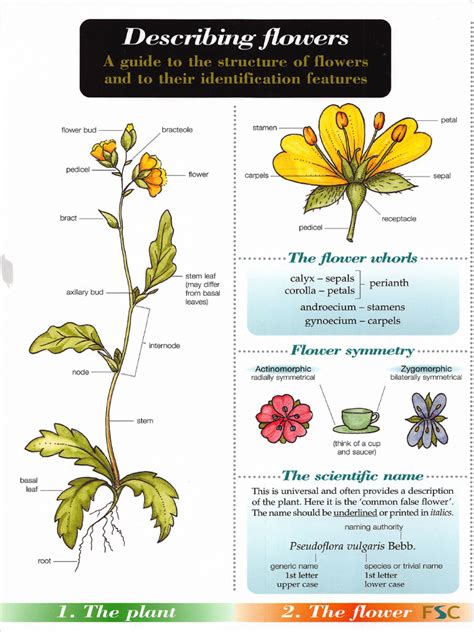 Describing flowers
A guide to the structure of flowers
and to their identification features
flower bud
bracteole
pedicel
flower
bract
stem leaf
(may differ
from basal
leaves)
axillary bud
internode
node
stem
basal
leaf
root
1. The plant
petal
stamen
carpels
sepal
receptacle
pedicel
The flower whorls
calyx – sepals
corolla – petals
perianth
androecium – stamens
gynoecium – carpels
Flower symmetry
Actinomorphic
radially symmetrical
Zygomorphic
bilaterally symmetrical
(think of a cup
and saucer)
The scientific name
This is universal and often provides a description
of the plant. Here it is the 'common false flower'.
The name should be underlined or printed in italics.
naming authority
Pseudoflora vulgaris Bebb.
generic name
1st letter
upper case
species or trivial name
1st letter
lower case
2. The flower
FSC